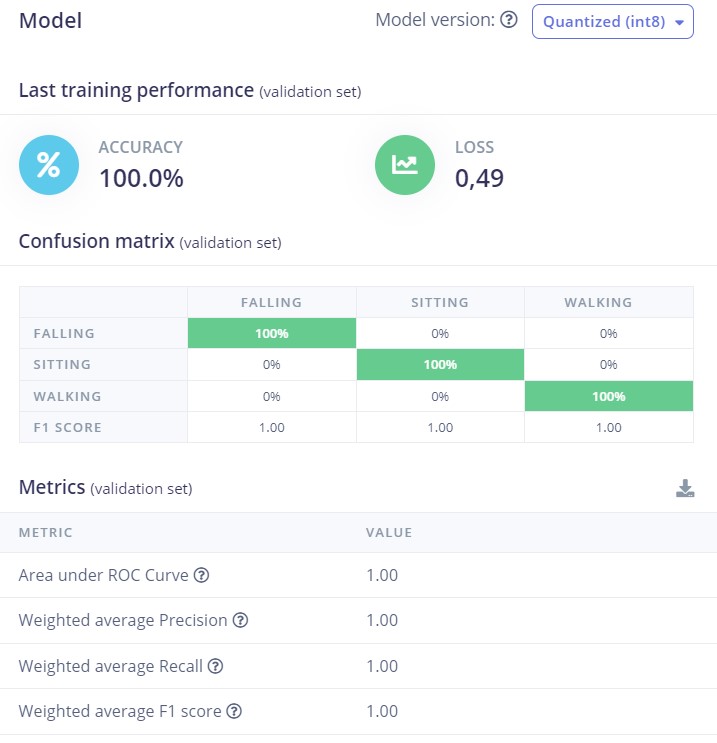 Model
Model version: Quantized (int8)
Last training performance (validation set)
% ACCURACY
100.0%
LOSS
0,49
Confusion matrix (validation set)
FALLING SITTING WALKING
FALLING 100% 0% 0%
SITTING 0% 100% 0%
WALKING 0% 0% 100%
F1 SCORE 1.00 1.00 1.00
Metrics (validation set)
METRIC VALUE
Area under ROC Curve ? 1.00
Weighted average Precision ? 1.00
Weighted average Recall ? 1.00
Weighted average F1 score ? 1.00